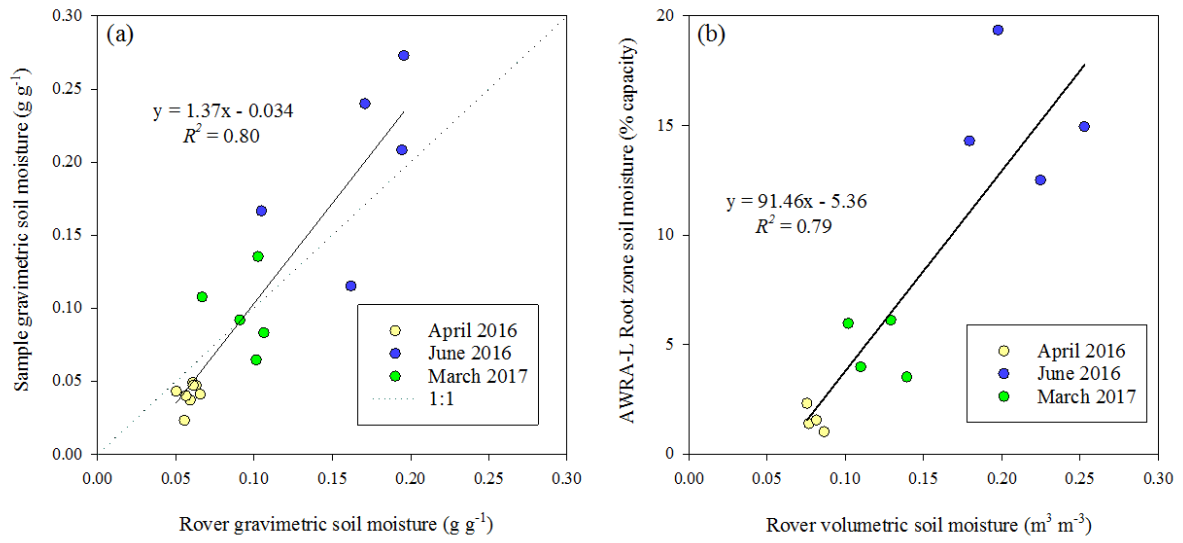 (a)
Sample gravimetric soil moisture (g g⁻¹)
0.30
0.25
0.20
0.15
0.10
0.05
0.00
y = 1.37x - 0.034
R² = 0.80
April 2016
June 2016
March 2017
1:1
0.00 0.05 0.10 0.15 0.20 0.25 0.30
Rover gravimetric soil moisture (g g⁻¹)
(b)
AWRA-L Root zone soil moisture (% capacity)
20
15
10
5
0
y = 91.46x - 5.36
R² = 0.79
April 2016
June 2016
March 2017
0.00 0.05 0.10 0.15 0.20 0.25 0.30
Rover volumetric soil moisture (m³ m⁻³)